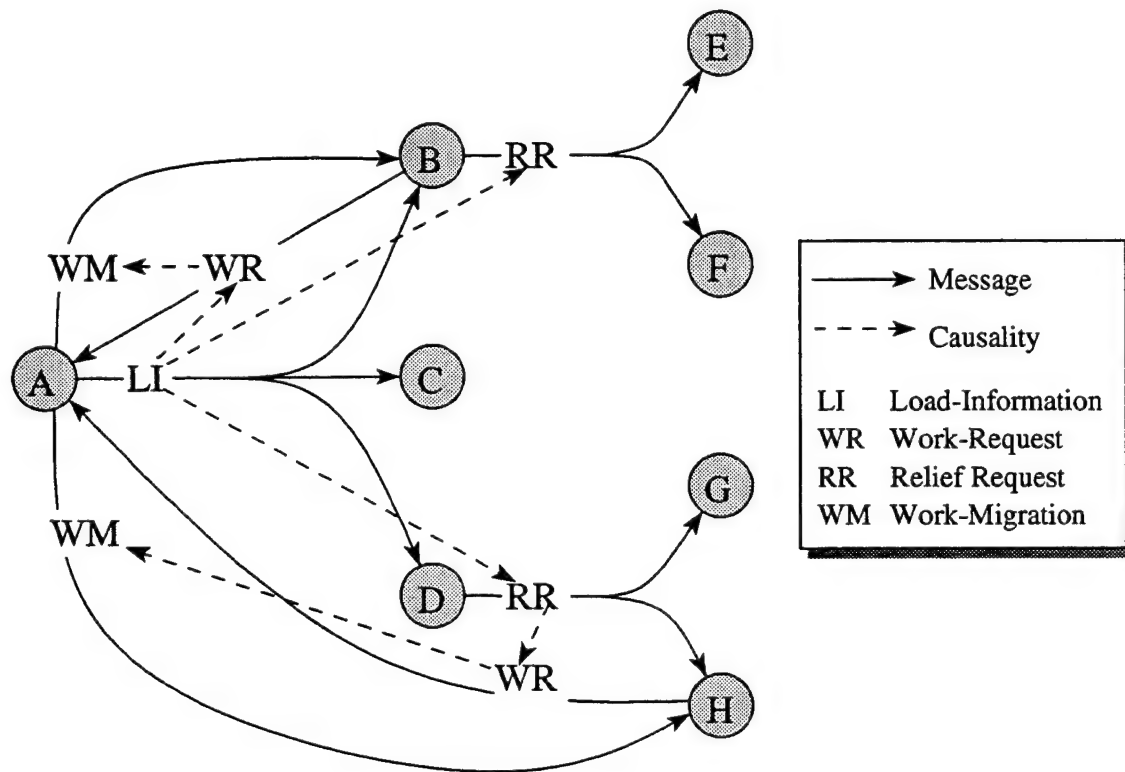 E
B
RR
F
WM
WR
A
LI
C
G
WM
D
RR
WR
H
Message
Causality
LI Load-Information
WR Work-Request
RR Relief Request
WM Work-Migration